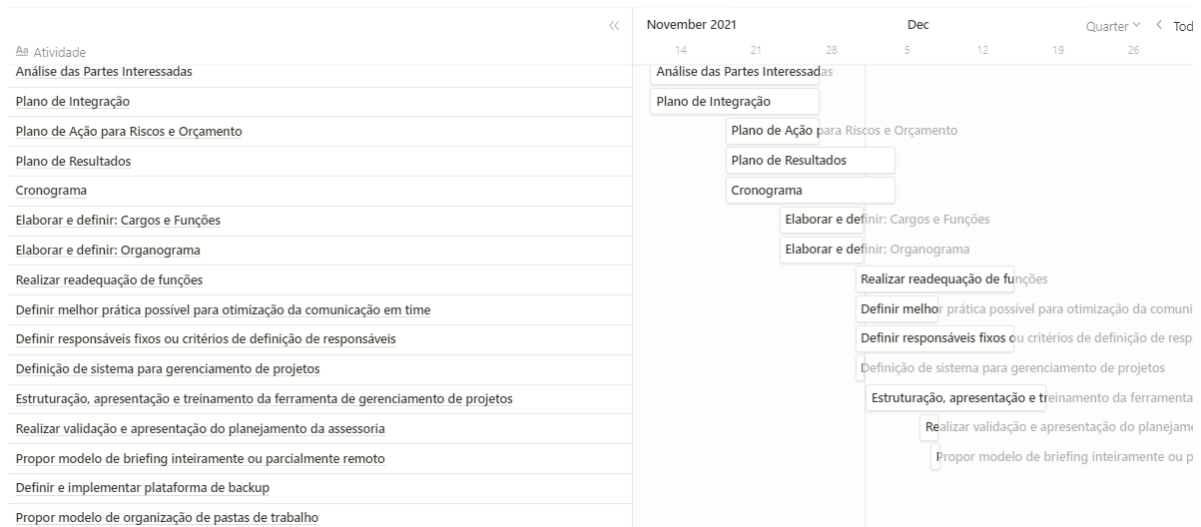 November 2021 Dec Quarter Tod
Aa Atividade 14 21 28 5 12 19 26
Análise das Partes Interessadas
Plano de Integração
Plano de Ação para Riscos e Orçamento
Plano de Resultados
Cronograma
Elaborar e definir: Cargos e Funções
Elaborar e definir: Organograma
Realizar readequação de funções
Definir melhor prática possível para otimização da comunicação em time
Definir responsáveis fixos ou critérios de definição de responsáveis
Definição de sistema para gerenciamento de projetos
Estruturação, apresentação e treinamento da ferramenta de gerenciamento de projetos
Realizar validação e apresentação do planejamento da assessoria
Propor modelo de briefing inteiramente ou parcialmente remoto
Definir e implementar plataforma de backup
Propor modelo de organização de pastas de trabalho
Análise das Partes Interessadas
Plano de Integração
Plano de Ação para Riscos e Orçamento
Plano de Resultados
Cronograma
Elaborar e definir: Cargos e Funções
Elaborar e definir: Organograma
Realizar readequação de funções
Definir melhor prática possível para otimização da comuni
Definir responsáveis fixos ou critérios de definição de resp
Definição de sistema para gerenciamento de projetos
Estruturação, apresentação e treinamento da ferramenta
Realizar validação e apresentação do planejame
Propor modelo de briefing inteiramente ou p